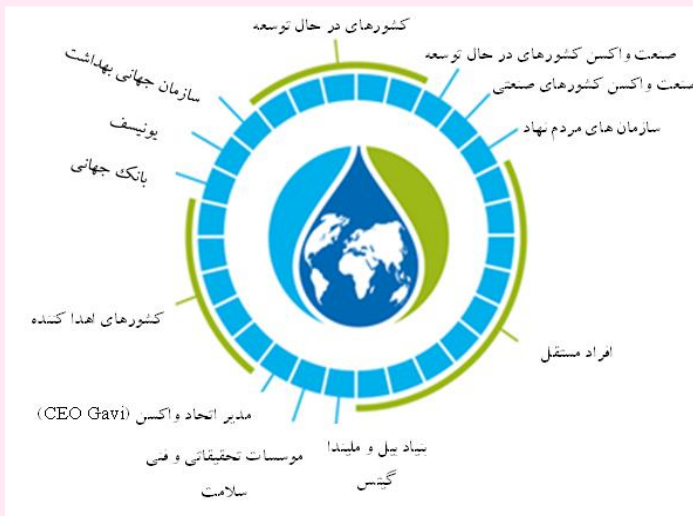 کشورهای در حال توسعه
صنعت واکسن کشورهای در حال توسعه
صنعت واکسن کشورهای صنعتی
سازمان های مردم نهاد
افراد مستقل
بنیاد بیل و ملیندا
گیتس
موسسات تحقیقاتی و فنی
سلامت
مدیر اتحاد واکسن (CEO Gavi)
کشورهای اهدا کننده
بانک جهانی
یونیسف
سازمان جهانی بهداشت